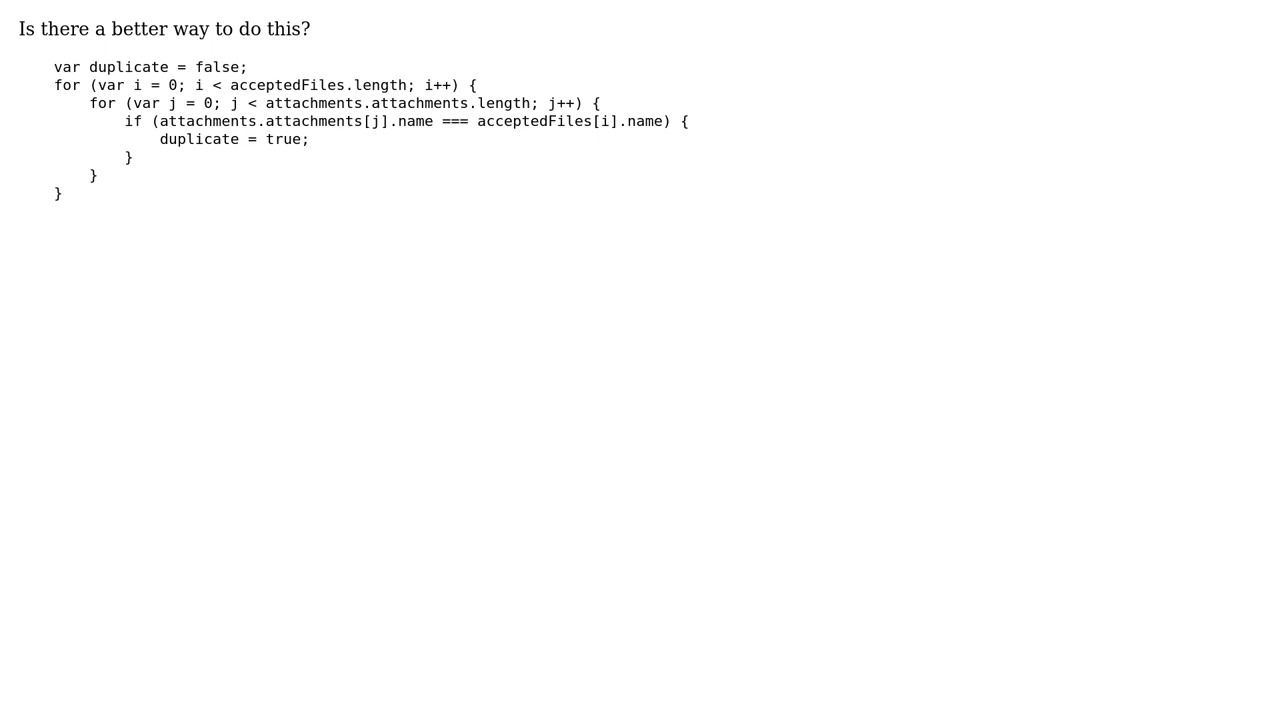 Is there a better way to do this?
var duplicate = false;
for (var i = 0; i < acceptedFiles.length; i++) {
    for (var j = 0; j < attachments.attachments.length; j++) {
        if (attachments.attachments[j].name === acceptedFiles[i].name) {
            duplicate = true;
        }
    }
}